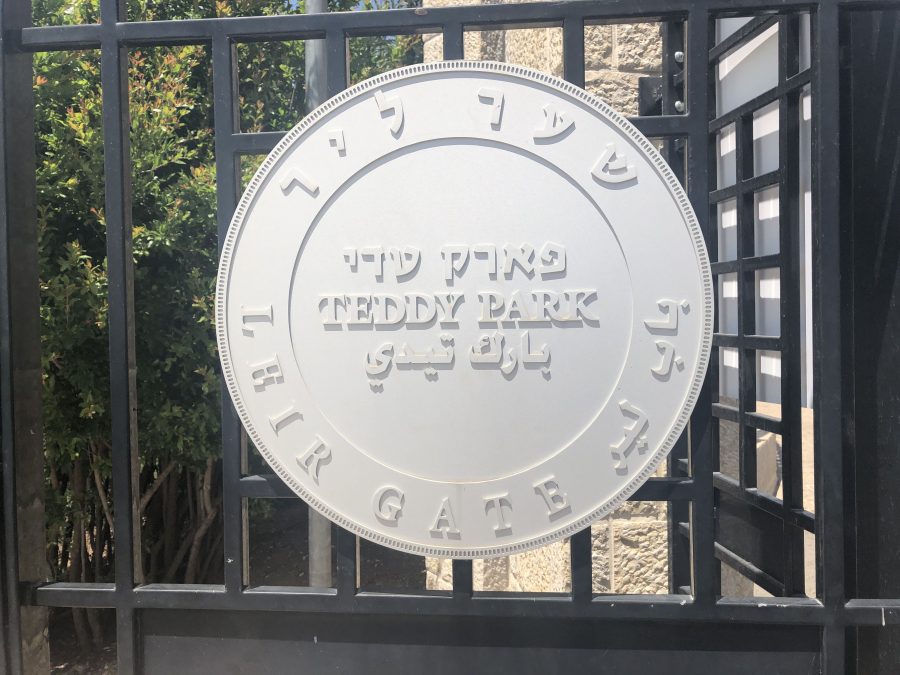 שער ליר
פארק טדי
TEDDY PARK
بارك تيدي
LEIR GATE